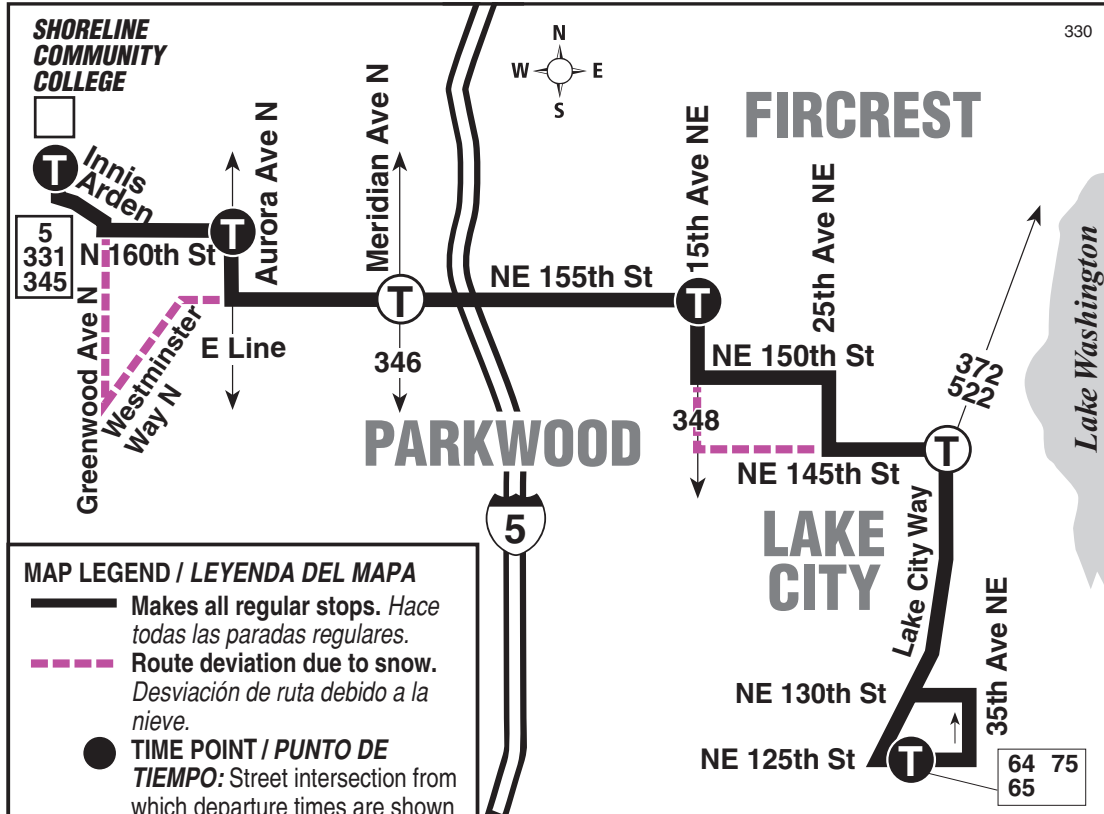 330
SHORELINE
COMMUNITY
COLLEGE
N
W E
S
FIRCREST
T
Innis
Arden
5
331
345
N 160th St
T
Aurora Ave N
Meridian Ave N
T
NE 155th St
15th Ave NE
T
25th Ave NE
NE 150th St
Greenwood Ave N
Westminster
Way N
E Line
346
PARKWOOD
348
NE 145th St
T
372
522
Lake Washington
5
LAKE
CITY
Lake City Way
35th Ave NE
NE 130th St
NE 125th St
T
64 75
65
MAP LEGEND / LEYENDA DEL MAPA
Makes all regular stops. Hace
todas las paradas regulares.
Route deviation due to snow.
Desviación de ruta debido a la
nieve.
TIME POINT / PUNTO DE
TIEMPO: Street intersection from
which departure times are shown